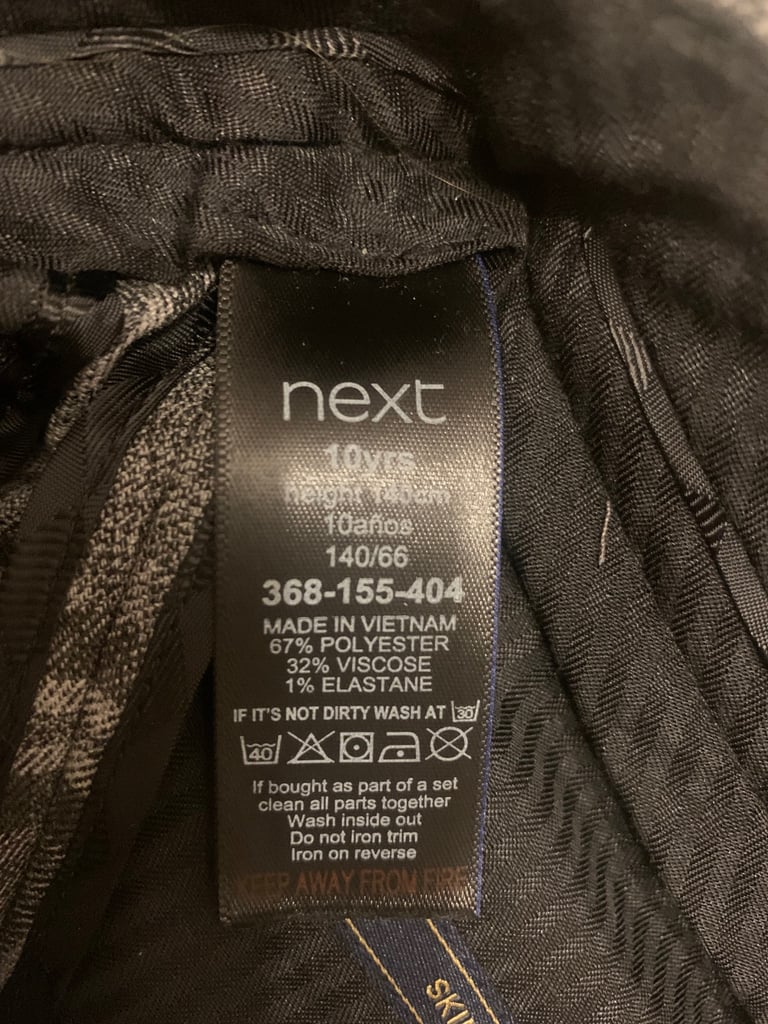 next
10yrs
height 140cm
10años
140/66
368-155-404
MADE IN VIETNAM
67% POLYESTER
32% VISCOSE
1% ELASTANE
IF IT'S NOT DIRTY WASH AT 30
40
If bought as part of a set
clean all parts together
Wash inside out
Do not iron trim
Iron on reverse
KEEP AWAY FROM FIRE